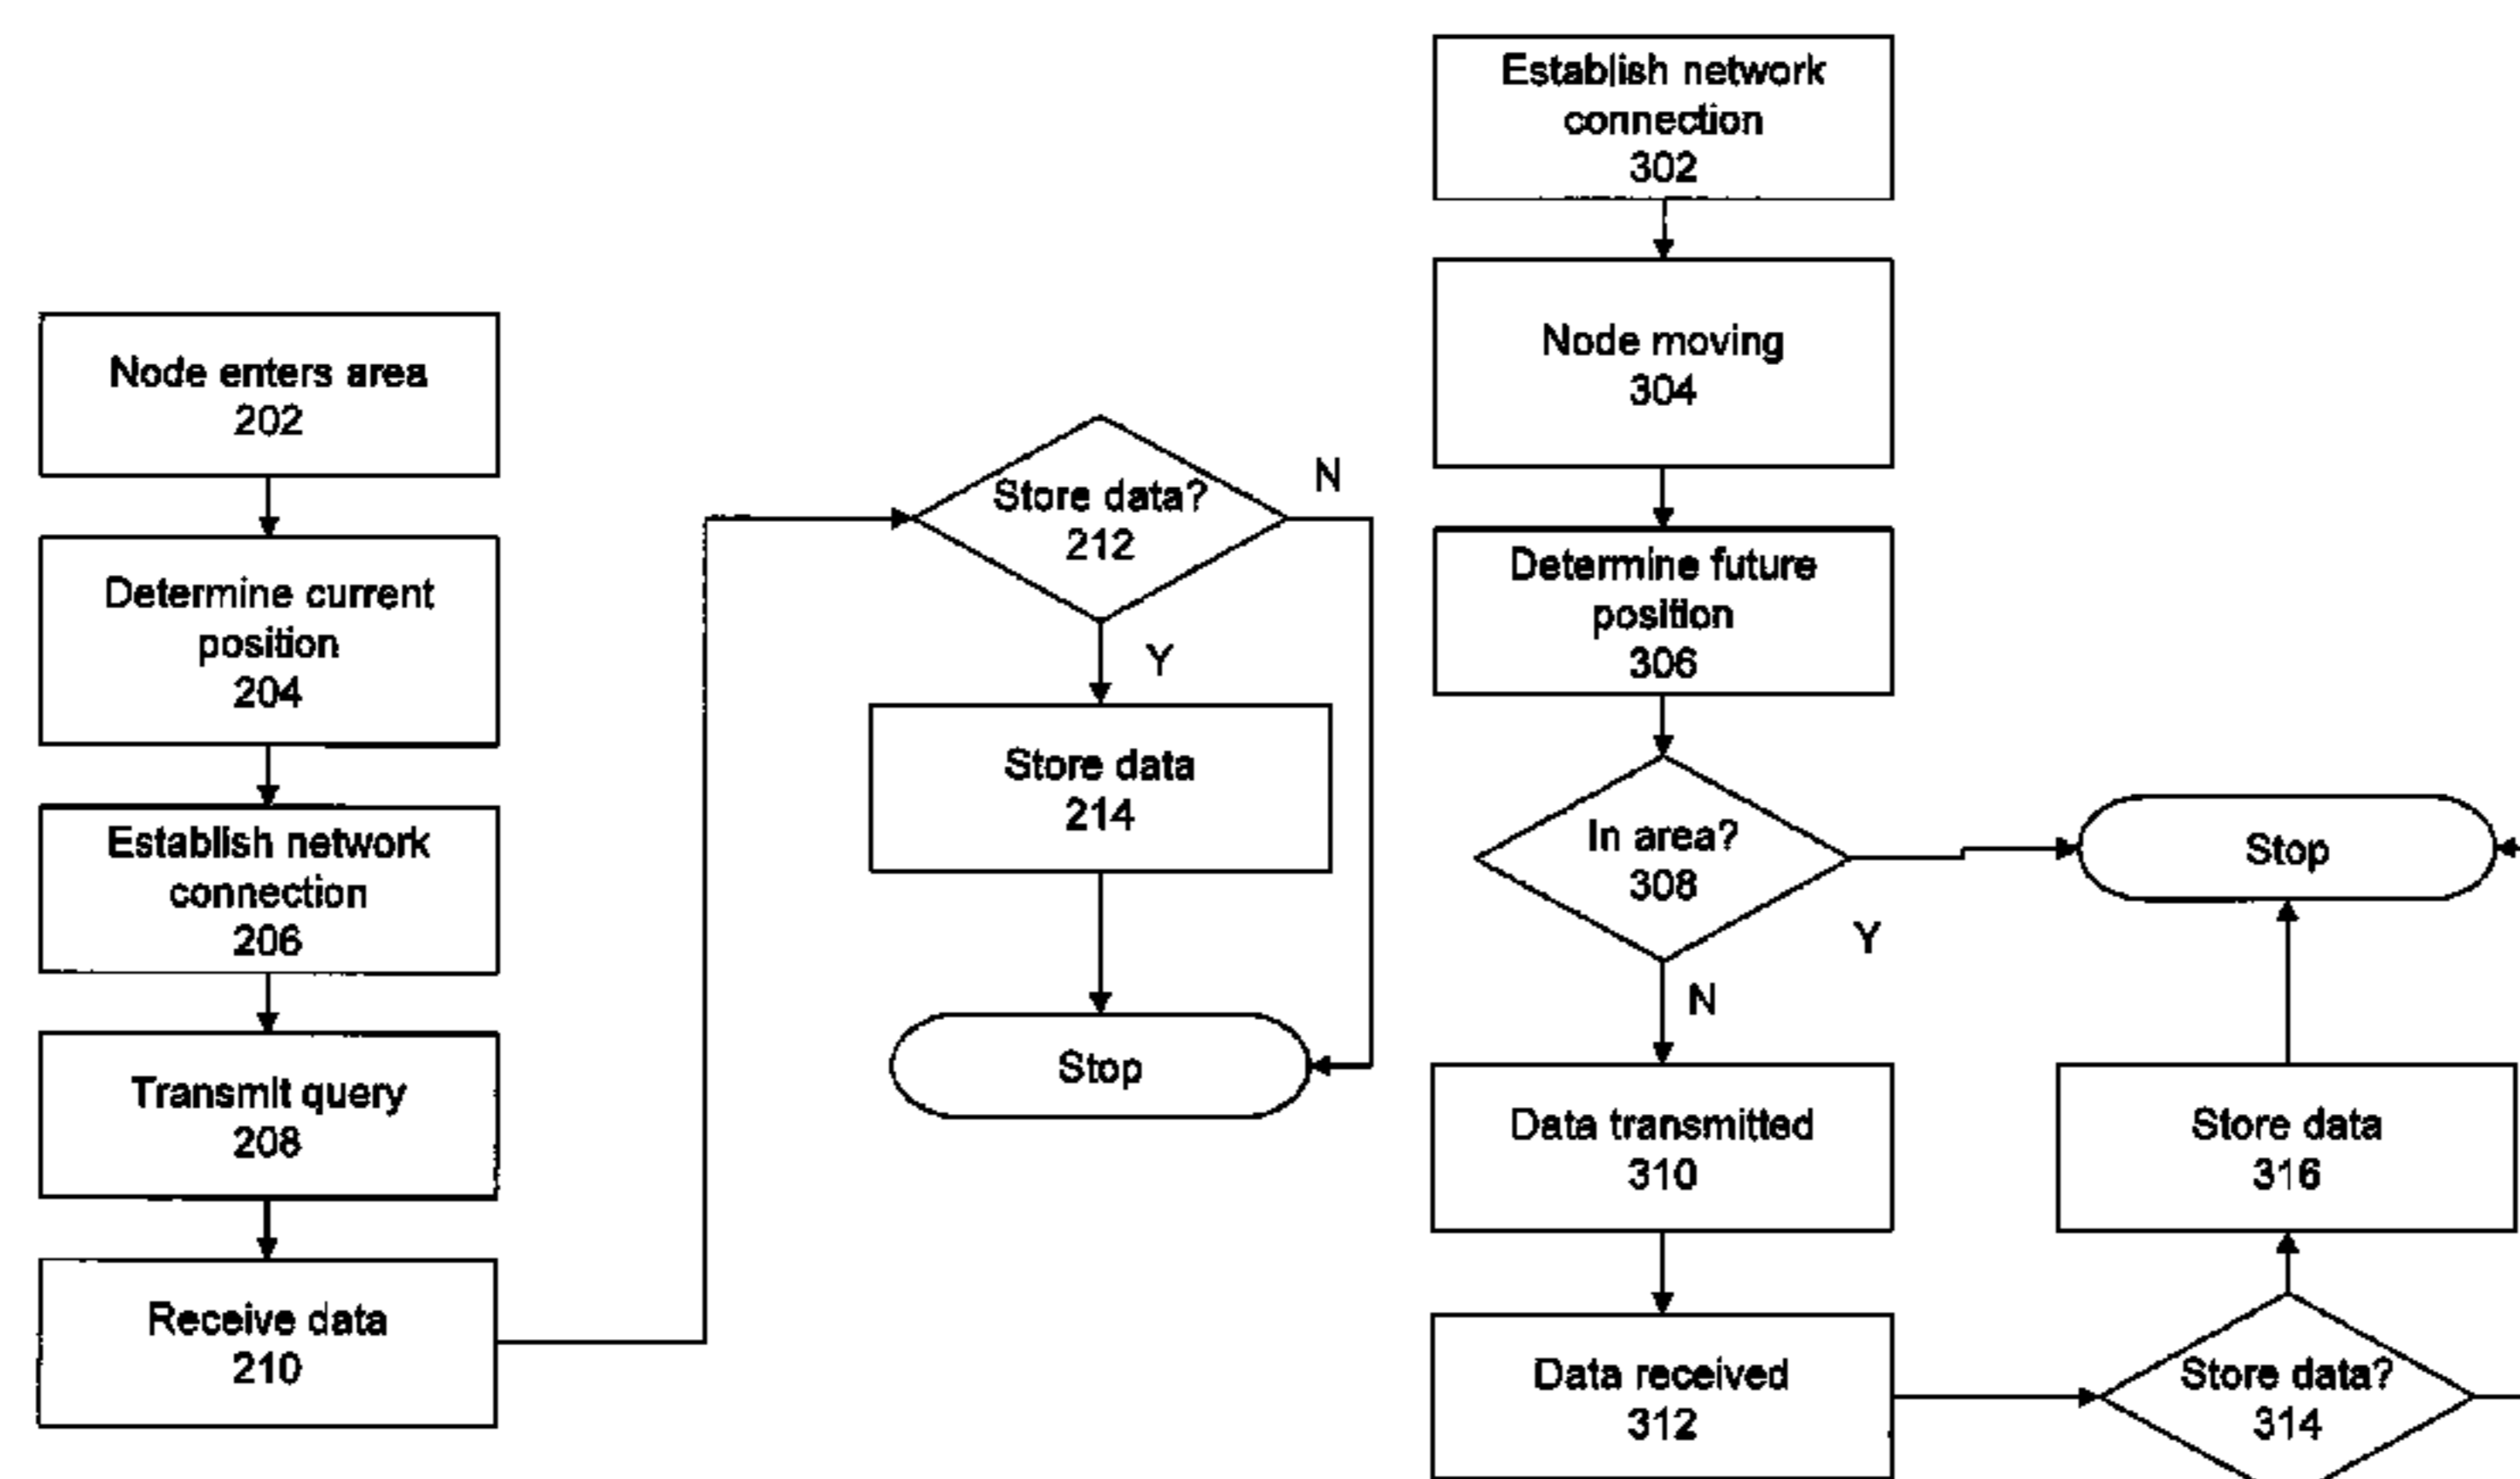 Node enters area
202
Determine current
position
204
Establish network
connection
206
Transmit query
208
Receive data
210
Store data?
212
N
Y
Store data
214
Stop
Establish network
connection
302
Node moving
304
Determine future
position
306
In area?
308
Y
N
Stop
Data transmitted
310
Data received
312
Store data
316
Store data?
314